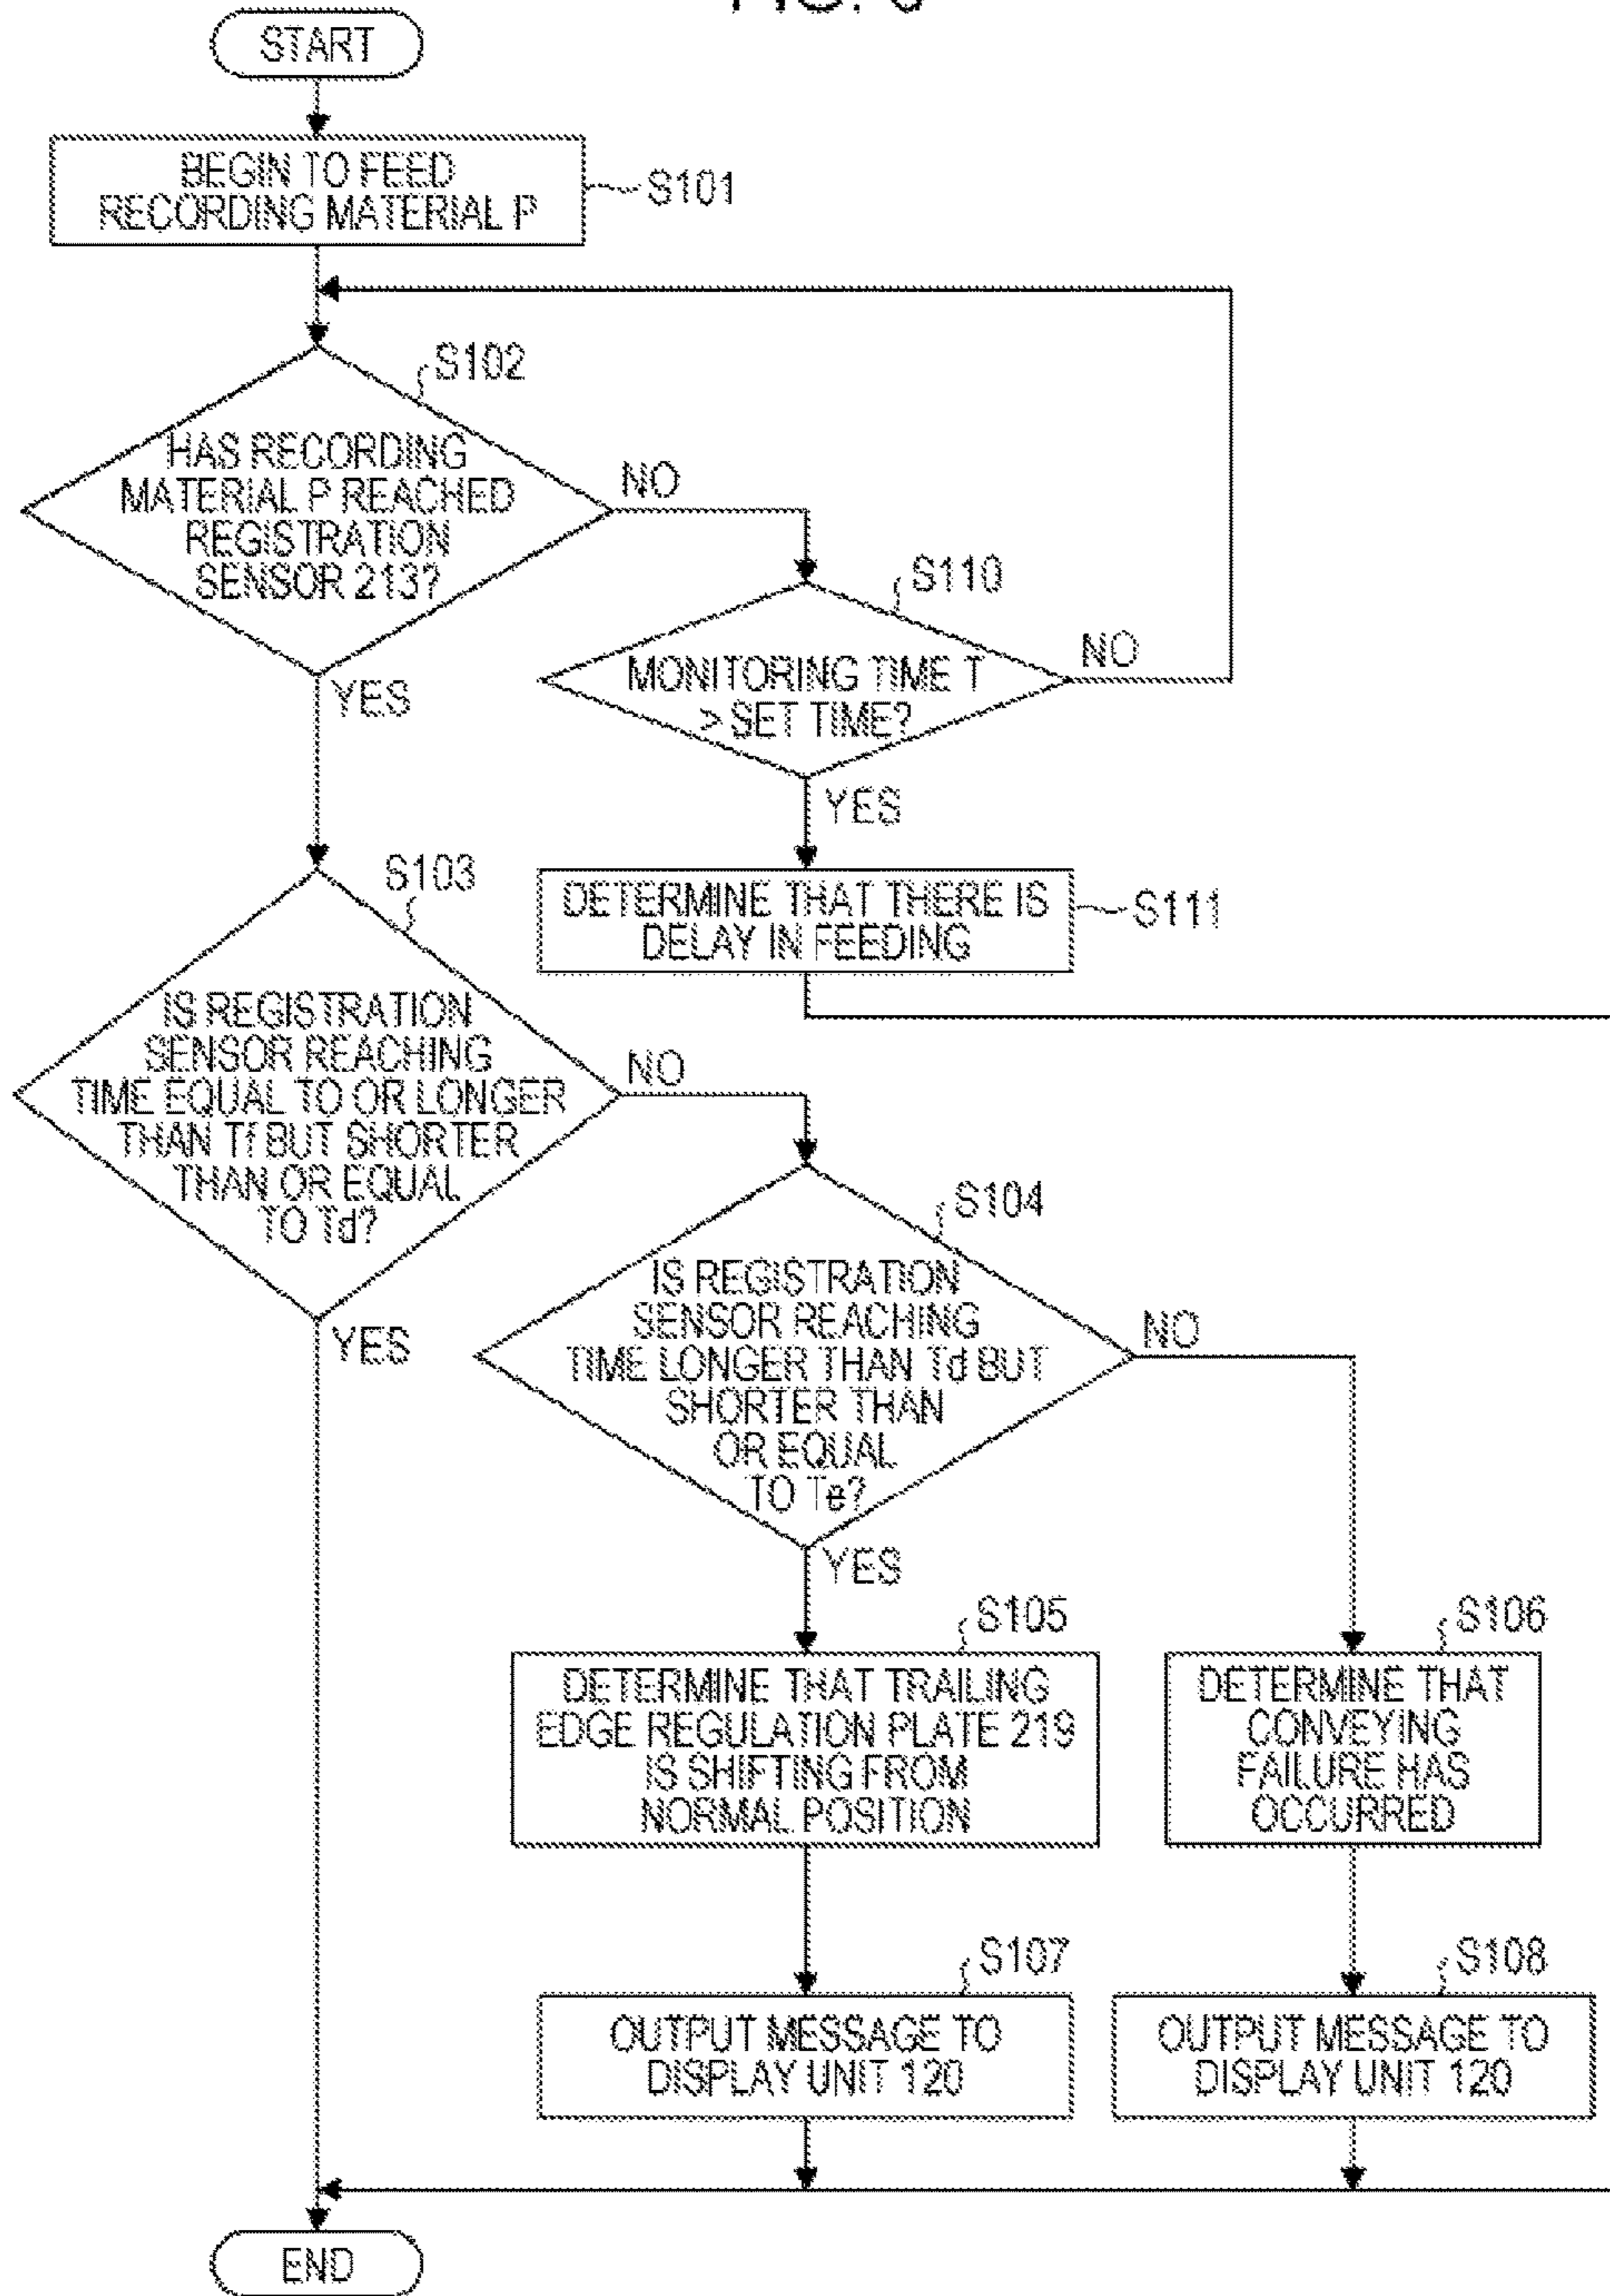 START
BEGIN TO FEED
RECORDING MATERIAL P
S101
S102
HAS RECORDING
MATERIAL P REACHED
REGISTRATION
SENSOR 213?
NO
YES
S110
MONITORING TIME T
> SET TIME?
NO
YES
S111
DETERMINE THAT THERE IS
DELAY IN FEEDING
S103
IS REGISTRATION
SENSOR REACHING
TIME EQUAL TO OR LONGER
THAN Tf BUT SHORTER
THAN OR EQUAL
TO Td?
NO
YES
S104
IS REGISTRATION
SENSOR REACHING
TIME LONGER THAN Td BUT
SHORTER THAN
OR EQUAL
TO Te?
NO
YES
S105
DETERMINE THAT TRAILING
EDGE REGULATION PLATE 219
IS SHIFTING FROM
NORMAL POSITION
S106
DETERMINE THAT
CONVEYING
FAILURE HAS
OCCURRED
S107
OUTPUT MESSAGE TO
DISPLAY UNIT 120
S108
OUTPUT MESSAGE TO
DISPLAY UNIT 120
END